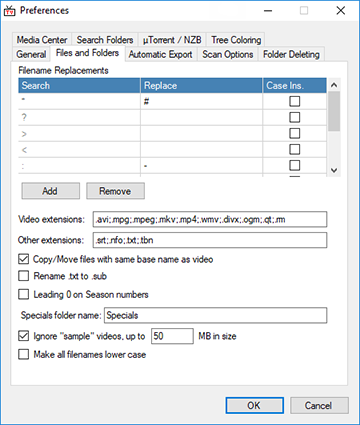 Preferences
Media Center Search Folders µTorrent / NZB Tree Coloring
General Files and Folders Automatic Export Scan Options Folder Deleting
Filename Replacements
Search Replace Case Ins.
" #
?
>
<
: -
Add Remove
Video extensions: .avi;.mpg;.mpeg;.mkv;.mp4;.wmv;.divx;.ogm;.qt;.rm
Other extensions: .srt;.nfo;.txt;.tbn
Copy/Move files with same base name as video
Rename .txt to .sub
Leading 0 on Season numbers
Specials folder name: Specials
Ignore "sample" videos, up to 50 MB in size
Make all filenames lower case
OK Cancel